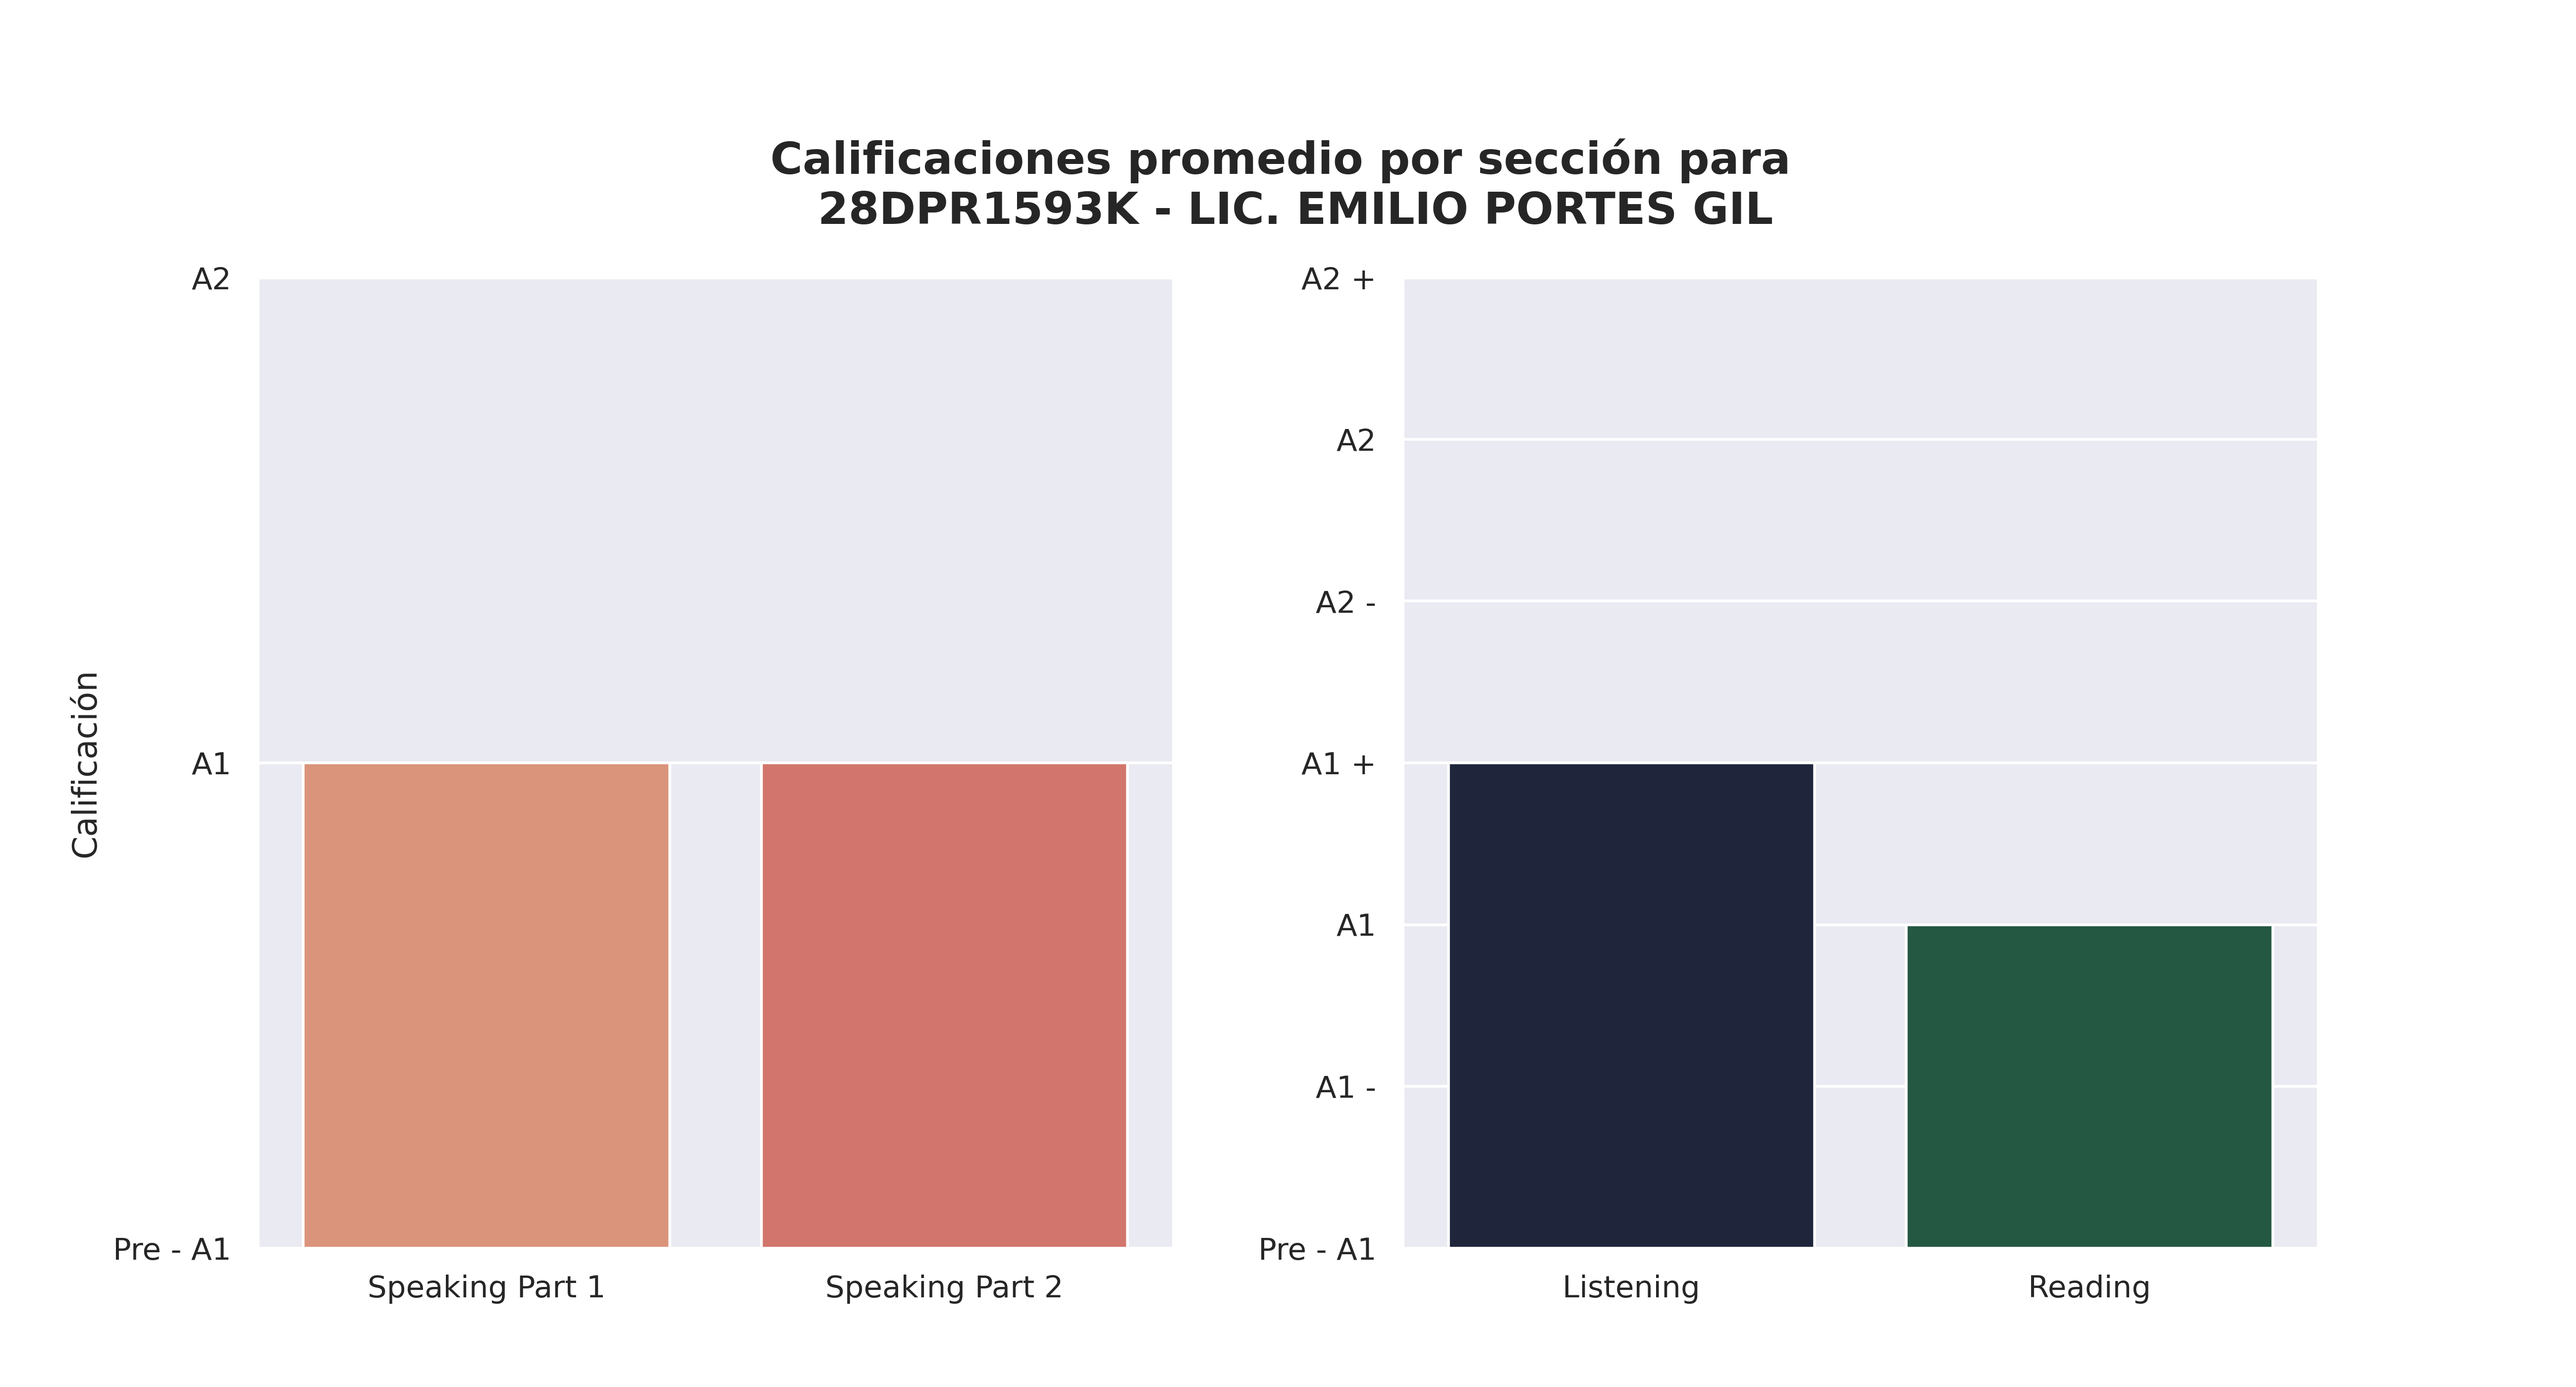 Calificaciones promedio por sección para
28DPR1593K - LIC. EMILIO PORTES GIL
Calificación
A2
A1
Pre - A1
Speaking Part 1
Speaking Part 2
A2 +
A2
A2 -
A1 +
A1
A1 -
Pre - A1
Listening
Reading